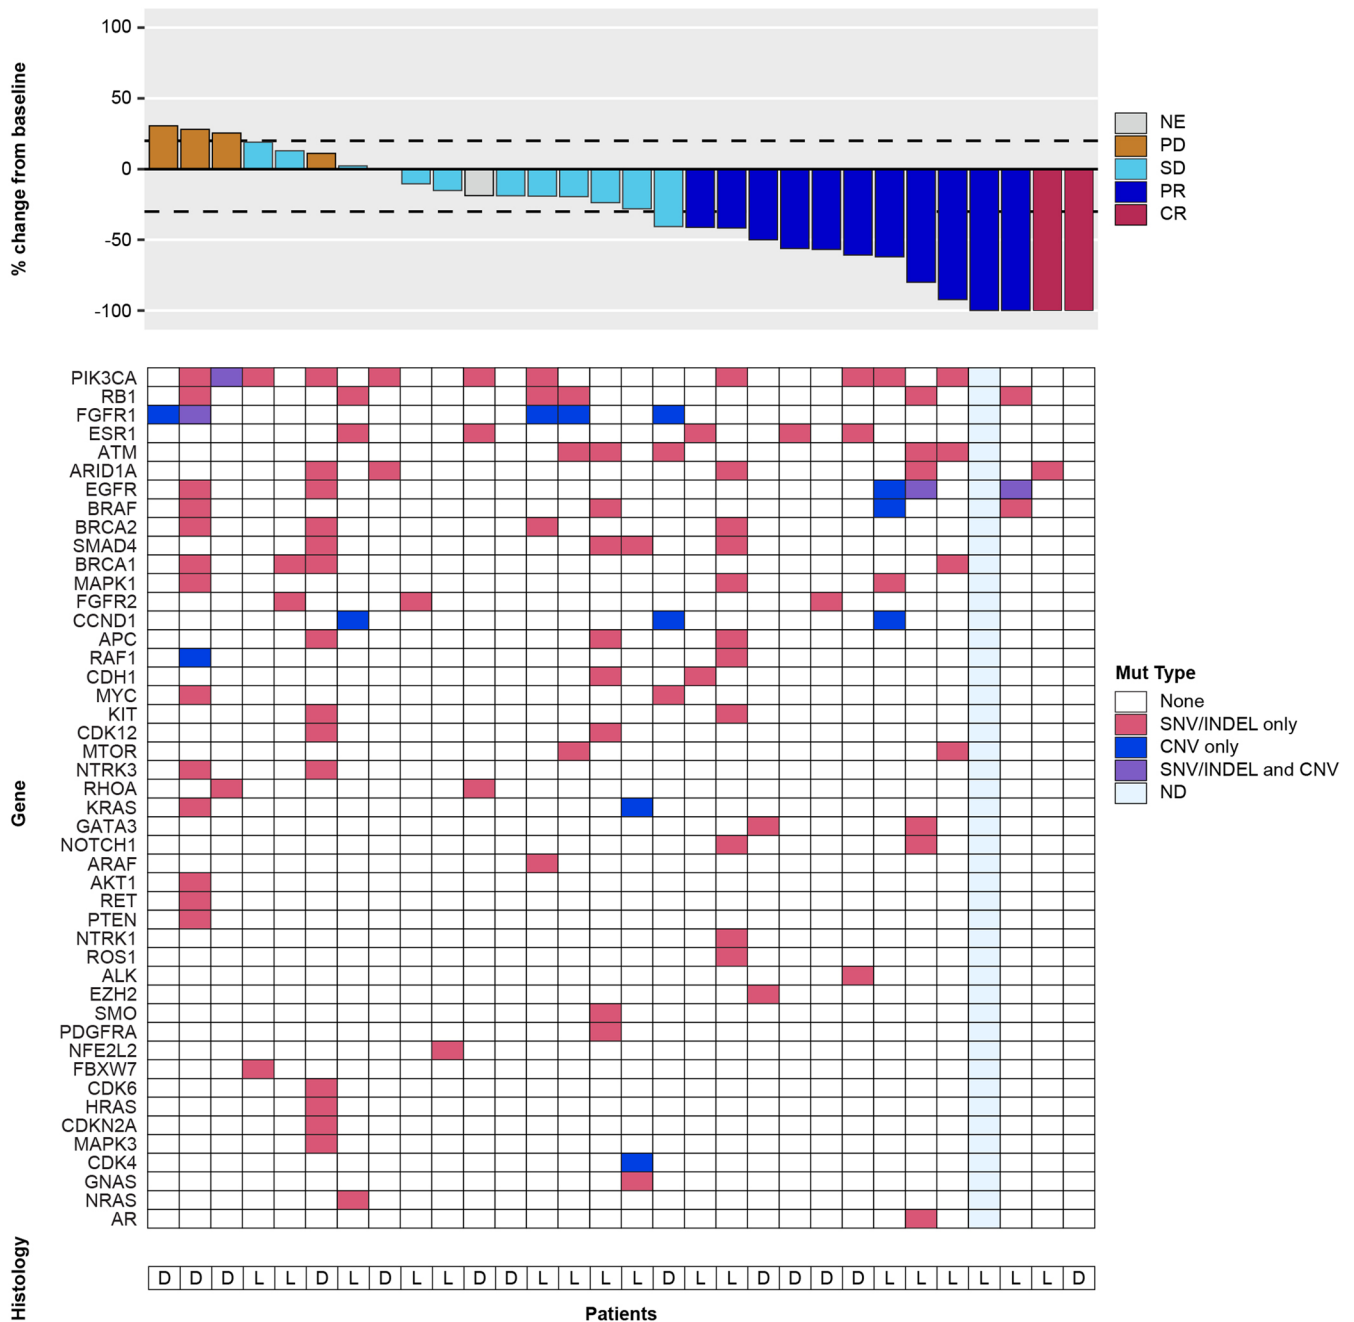 % change from baseline
100
50
0
-50
-100
NE
PD
SD
PR
CR
Gene
PIK3CA
RB1
FGFR1
ESR1
ATM
ARID1A
EGFR
BRAF
BRCA2
SMAD4
BRCA1
MAPK1
FGFR2
CCND1
APC
RAF1
CDH1
MYC
KIT
CDK12
MTOR
NTRK3
RHOA
KRAS
GATA3
NOTCH1
ARAF
AKT1
RET
PTEN
NTRK1
ROS1
ALK
EZH2
SMO
PDGFRA
NFE2L2
FBXW7
CDK6
HRAS
CDKN2A
MAPK3
CDK4
GNAS
NRAS
AR
Mut Type
None
SNV/INDEL only
CNV only
SNV/INDEL and CNV
ND
Histology
D D D L L D L D L L D D L L L L D L L D D D D L L L L L L D
Patients